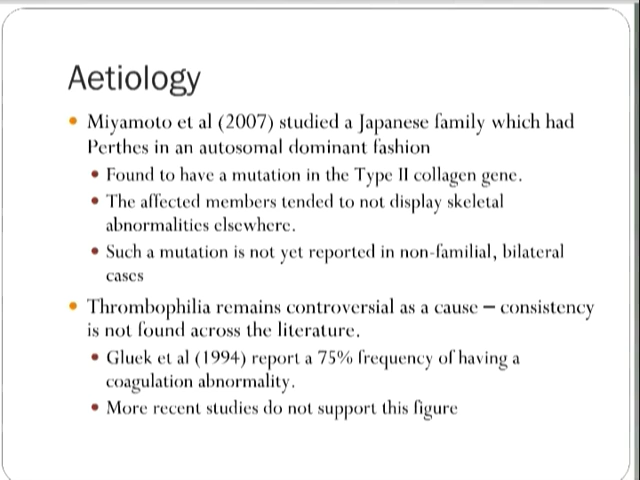 Aetiology
• Miyamoto et al (2007) studied a Japanese family which had
Perthes in an autosomal dominant fashion
• Found to have a mutation in the Type II collagen gene.
• The affected members tended to not display skeletal
abnormalities elsewhere.
• Such a mutation is not yet reported in non-familial, bilateral
cases
• Thrombophilia remains controversial as a cause – consistency
is not found across the literature.
• Gluek et al (1994) report a 75% frequency of having a
coagulation abnormality.
• More recent studies do not support this figure